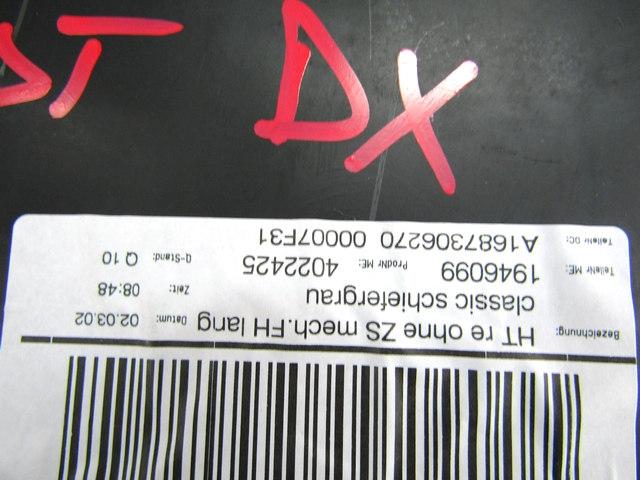 DT DX
Bezeichnung: HT re ohne ZS mech.FH lang Datum: 02.03.02
classic schiefergrau Zeit: 08:48
TeileNr ME: 1946099 ProdNr ME: 4022425 Q-Stand: Q 10
TeileNr DC: A1687306270 00007F31